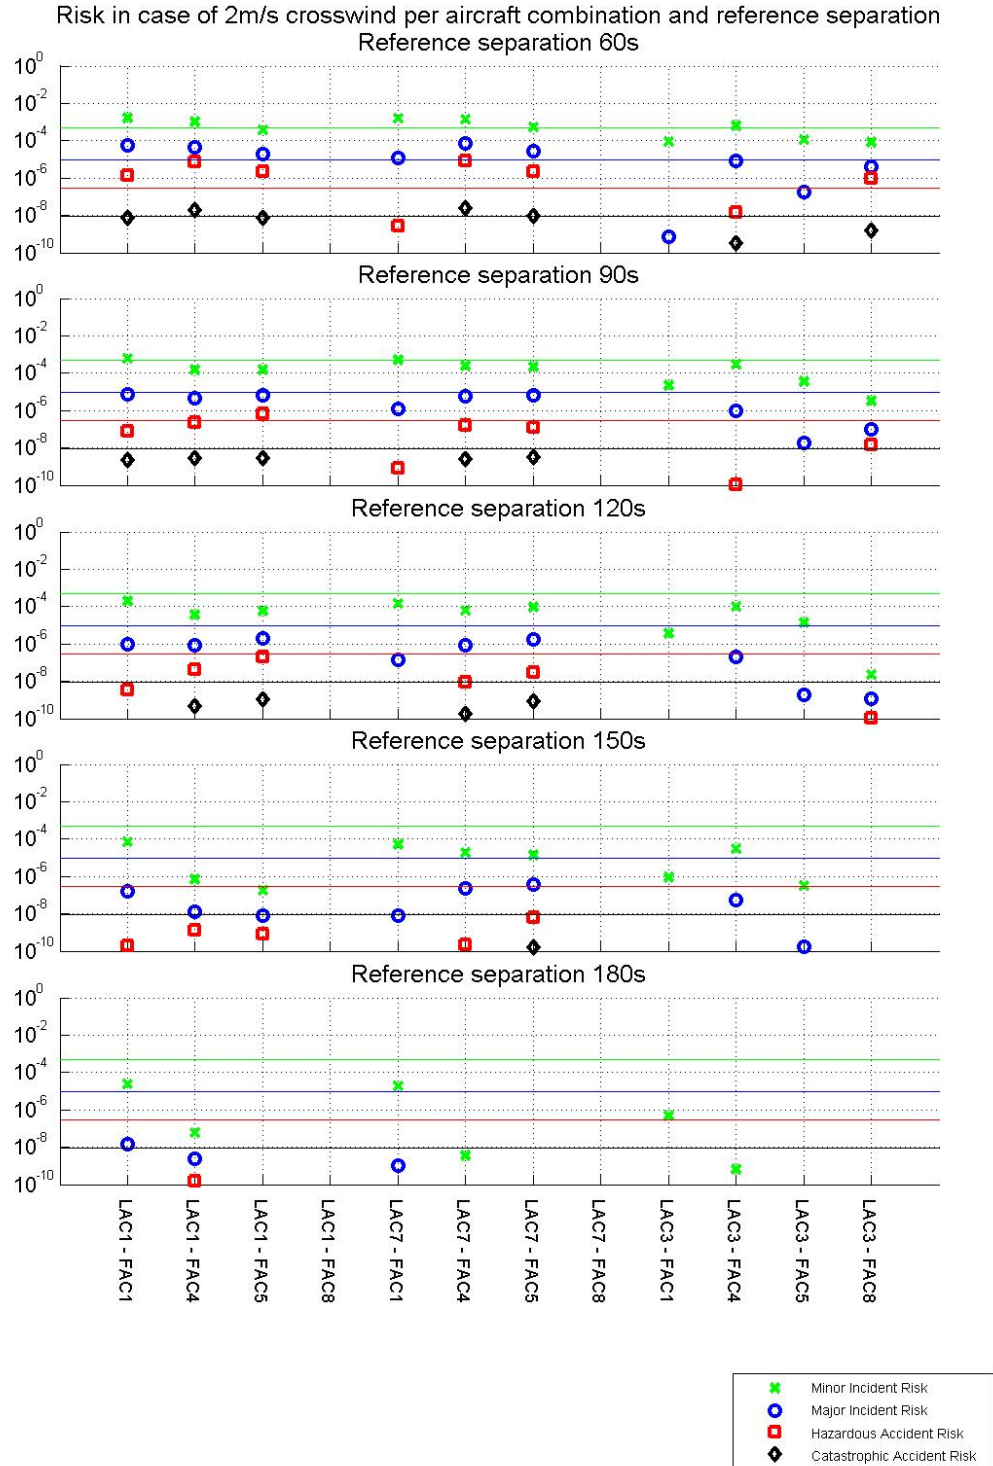 Risk in case of 2m/s crosswind per aircraft combination and reference separation
Reference separation 60s
10^0
10^-2
10^-4
10^-6
10^-8
10^-10
Reference separation 90s
10^0
10^-2
10^-4
10^-6
10^-8
10^-10
Reference separation 120s
10^0
10^-2
10^-4
10^-6
10^-8
10^-10
Reference separation 150s
10^0
10^-2
10^-4
10^-6
10^-8
10^-10
Reference separation 180s
10^0
10^-2
10^-4
10^-6
10^-8
10^-10
LAC1 - FAC1
LAC1 - FAC4
LAC1 - FAC5
LAC1 - FAC8
LAC7 - FAC1
LAC7 - FAC4
LAC7 - FAC5
LAC7 - FAC8
LAC3 - FAC1
LAC3 - FAC4
LAC3 - FAC5
LAC3 - FAC8
Minor Incident Risk
Major Incident Risk
Hazardous Accident Risk
Catastrophic Accident Risk